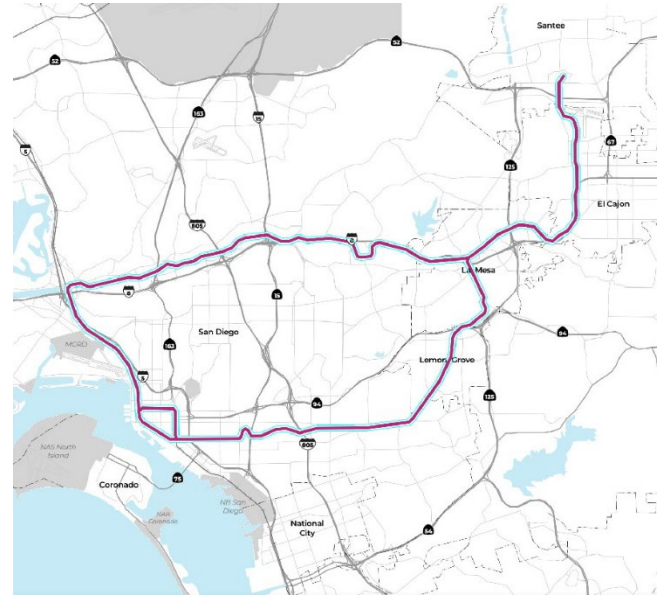 Santee
52
52
163
15
5
125
67
El Cajon
805
8
La Mesa
8
15
San Diego
MCRD
163
5
94
Lemon Grove
94
125
805
NAS North
Island
Coronado
75
NB San
Diego
NAB
Coronado
National
City
54